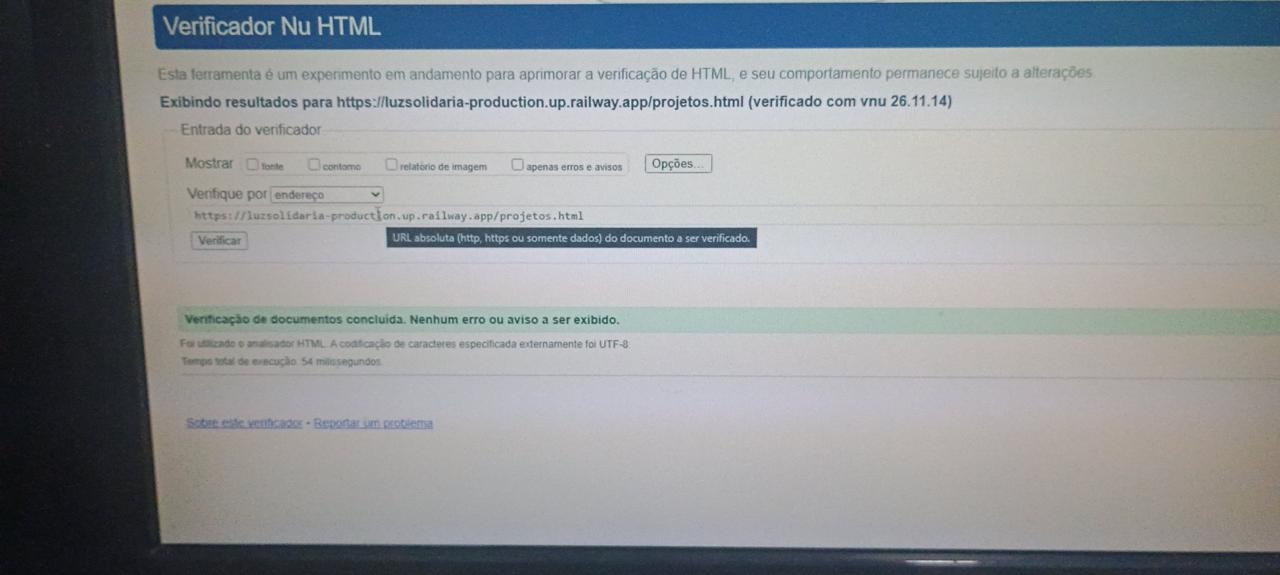 Verificador Nu HTML
Esta ferramenta é um experimento em andamento para aprimorar a verificação de HTML, e seu comportamento permanece sujeito a alterações.
Exibindo resultados para https://luzsolidaria-production.up.railway.app/projetos.html (verificado com vnu 26.11.14)
Entrada do verificador
Mostrar fonte contorno relatório de imagem apenas erros e avisos Opções...
Verifique por endereço
https://luzsolidaria-production.up.railway.app/projetos.html
Verificar URL absoluta (http, https ou somente dados) do documento a ser verificado.
Verificação de documentos concluída. Nenhum erro ou aviso a ser exibido.
Foi utilizado o analisador HTML. A codificação de caracteres especificada externamente foi UTF-8.
Tempo total de execução: 54 milissegundos.
Sobre este verificador • Reportar um problema